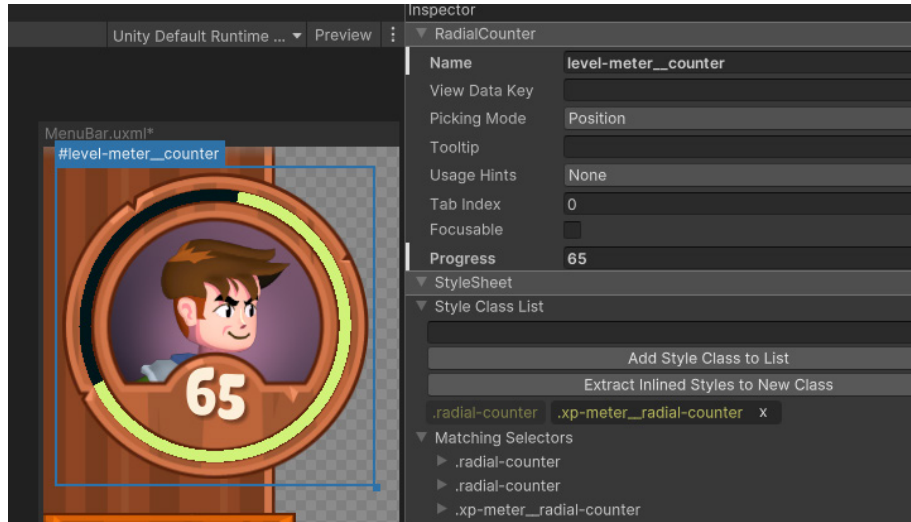 Inspector
Unity Default Runtime ... Preview
RadialCounter
Name level-meter__counter
View Data Key
Picking Mode Position
MenuBar.uxml*
Tooltip
#level-meter__counter
Usage Hints None
Tab Index 0
Focusable
Progress 65
StyleSheet
Style Class List
Add Style Class to List
Extract Inlined Styles to New Class
65
.radial-counter .xp-meter__radial-counter x
Matching Selectors
.radial-counter
.radial-counter
.xp-meter__radial-counter